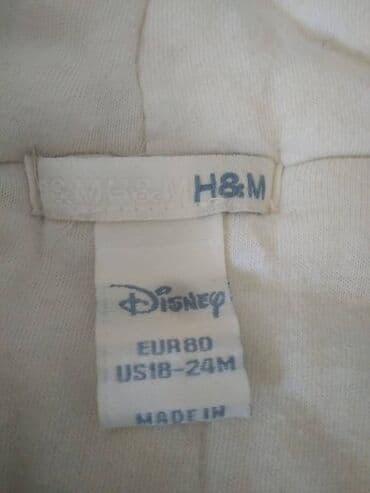 H&M
Disney
EUR80
US18-24M
MADE IN